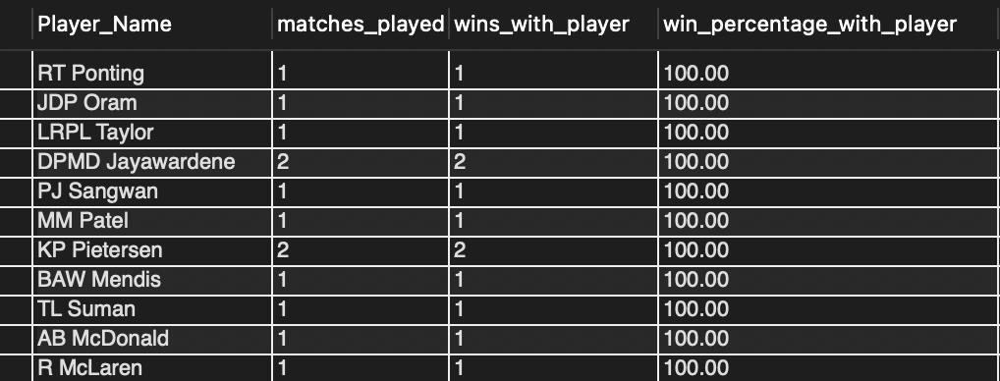 Player_Name matches_played wins_with_player win_percentage_with_player
RT Ponting 1 1 100.00
JDP Oram 1 1 100.00
LRPL Taylor 1 1 100.00
DPMD Jayawardene 2 2 100.00
PJ Sangwan 1 1 100.00
MM Patel 1 1 100.00
KP Pietersen 2 2 100.00
BAW Mendis 1 1 100.00
TL Suman 1 1 100.00
AB McDonald 1 1 100.00
R McLaren 1 1 100.00